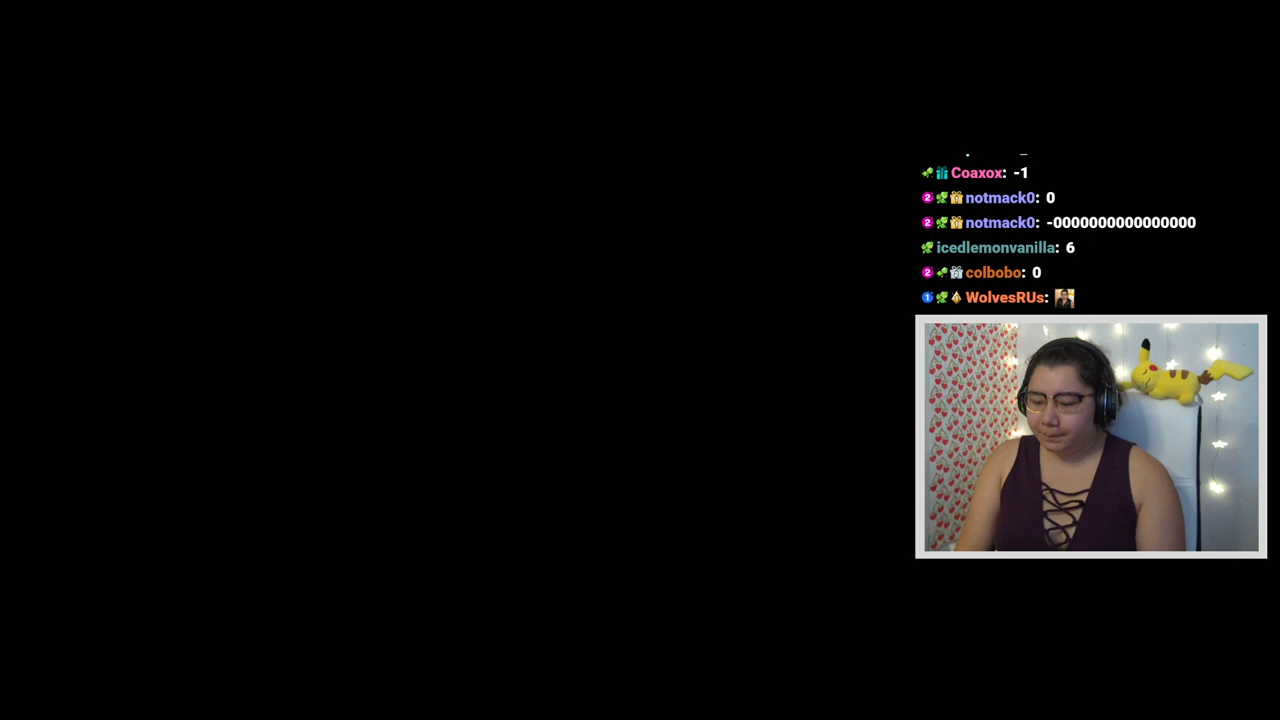 Coaxox: -1
notmack0: 0
notmack0: -0000000000000000
icedlemonvanilla: 6
colbobo: 0
WolvesRUs: